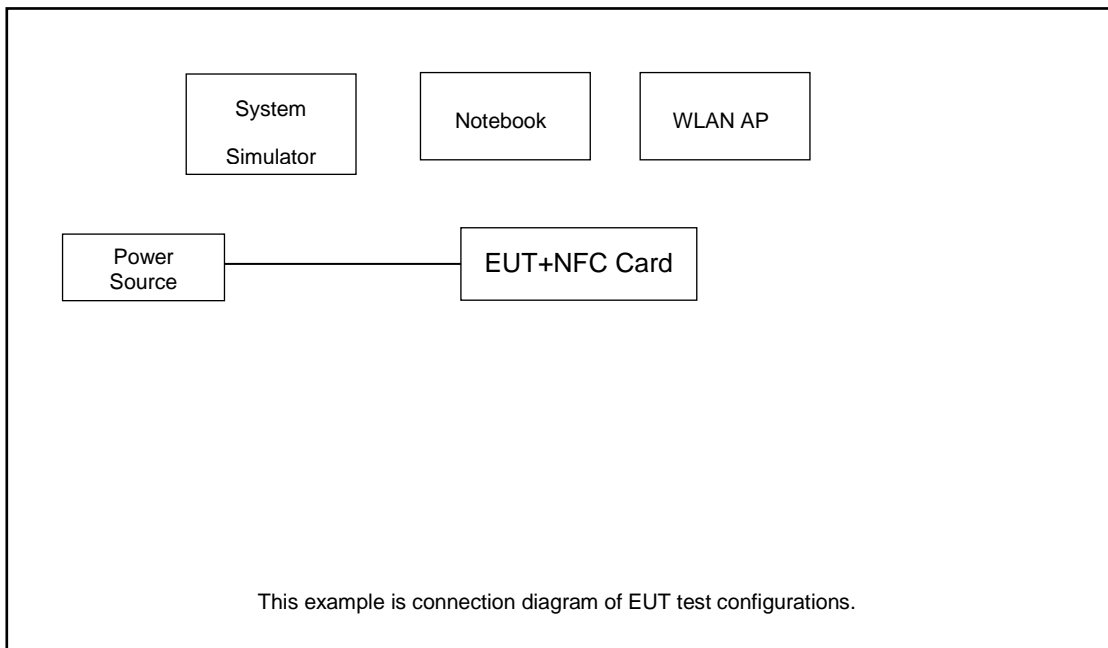 System
Simulator
Notebook
WLAN AP
Power
Source
EUT+NFC Card
This example is connection diagram of EUT test configurations.